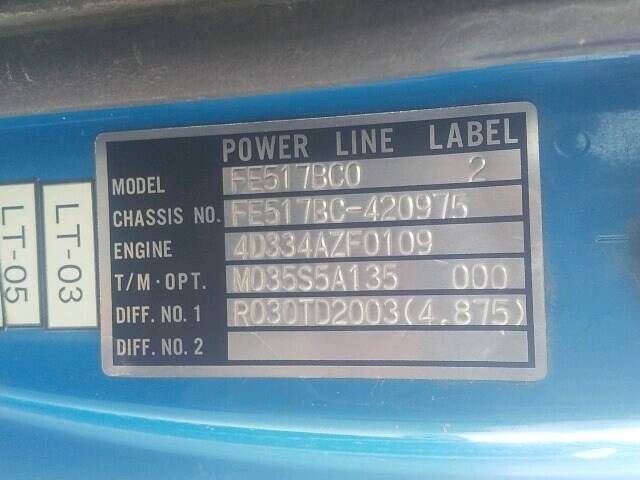 POWER LINE LABEL
MODEL FE517BC0 2
CHASSIS NO. FE517BC-420975
ENGINE 4D334AZF0109
T/M·OPT. M035S5A135 000
DIFF. NO. 1 R030TD2003(4.875)
DIFF. NO. 2
LT-05
LT-03